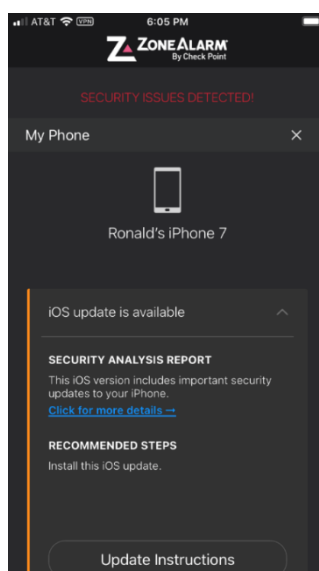 AT&T VPN 6:05 PM
ZONEALARM
By Check Point
SECURITY ISSUES DETECTED!
My Phone ×
Ronald's iPhone 7
iOS update is available
SECURITY ANALYSIS REPORT
This iOS version includes important security
updates to your iPhone.
Click for more details →
RECOMMENDED STEPS
Install this iOS update.
Update Instructions